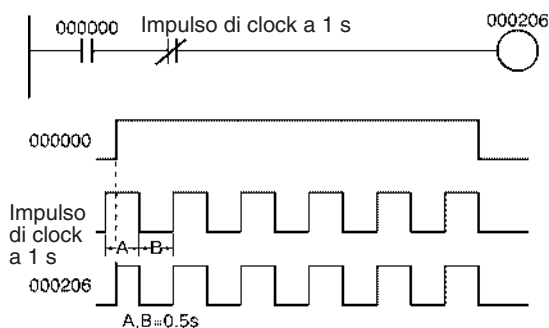 000000 Impulso di clock a 1 s 000206
000000
Impulso
di clock
a 1 s
A B
000206
A,B=0.5s